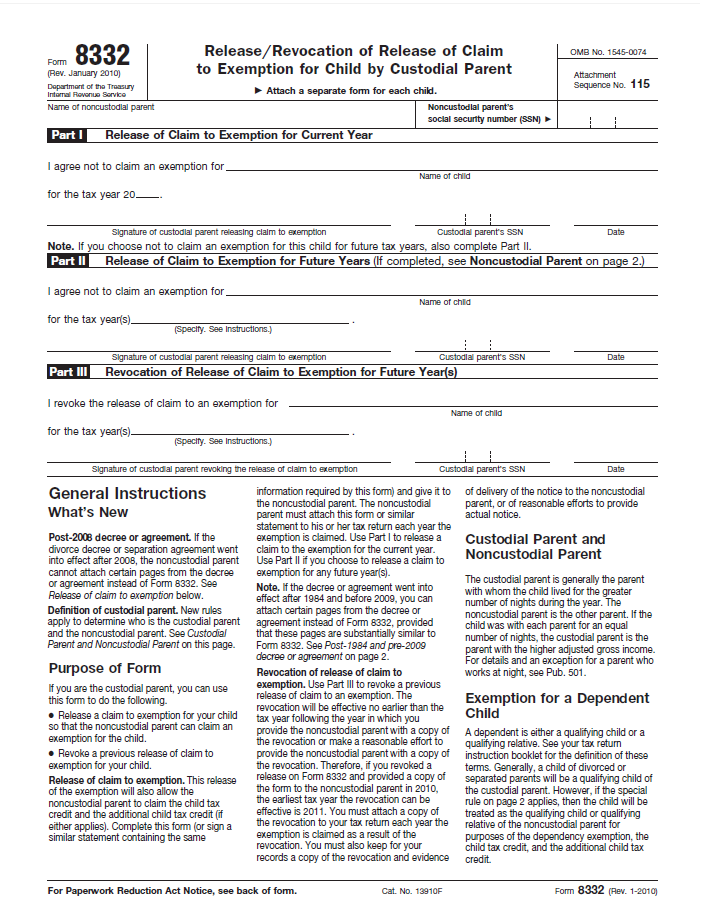 Form 8332
(Rev. January 2010)
Department of the Treasury
Internal Revenue Service
Release/Revocation of Release of Claim
to Exemption for Child by Custodial Parent
▶ Attach a separate form for each child.
OMB No. 1545-0074
Attachment
Sequence No. 115
Name of noncustodial parent
Noncustodial parent's
social security number (SSN) ▶
Part I Release of Claim to Exemption for Current Year
I agree not to claim an exemption for
Name of child
for the tax year 20 .
Signature of custodial parent releasing claim to exemption Custodial parent's SSN Date
Note. If you choose not to claim an exemption for this child for future tax years, also complete Part II.
Part II Release of Claim to Exemption for Future Years (If completed, see Noncustodial Parent on page 2.)
I agree not to claim an exemption for
Name of child
for the tax year(s) .
(Specify. See Instructions.)
Signature of custodial parent releasing claim to exemption Custodial parent's SSN Date
Part III Revocation of Release of Claim to Exemption for Future Year(s)
I revoke the release of claim to an exemption for
Name of child
for the tax year(s) .
(Specify. See Instructions.)
Signature of custodial parent revoking the release of claim to exemption Custodial parent's SSN Date
General Instructions
What's New
Post-2008 decree or agreement. If the
divorce decree or separation agreement went
into effect after 2008, the noncustodial parent
cannot attach certain pages from the decree
or agreement instead of Form 8332. See
Release of claim to exemption below.
Definition of custodial parent. New rules
apply to determine who is the custodial parent
and the noncustodial parent. See Custodial
Parent and Noncustodial Parent on this page.
Purpose of Form
If you are the custodial parent, you can use
this form to do the following.
● Release a claim to exemption for your child
so that the noncustodial parent can claim an
exemption for the child.
● Revoke a previous release of claim to
exemption for your child.
Release of claim to exemption. This release
of the exemption will also allow the
noncustodial parent to claim the child tax
credit and the additional child tax credit (if
either applies). Complete this form (or sign a
similar statement containing the same
information required by this form) and give it to
the noncustodial parent. The noncustodial
parent must attach this form or similar
statement to his or her tax return each year the
exemption is claimed. Use Part I to release a
claim to the exemption for the current year.
Use Part II if you choose to release a claim to
exemption for any future year(s).
Note. If the decree or agreement went into
effect after 1984 and before 2009, you can
attach certain pages from the decree or
agreement instead of Form 8332, provided
that these pages are substantially similar to
Form 8332. See Post-1984 and pre-2009
decree or agreement on page 2.
Revocation of release of claim to
exemption. Use Part III to revoke a previous
release of claim to an exemption. The
revocation will be effective no earlier than the
tax year following the year in which you
provide the noncustodial parent with a copy of
the revocation or make a reasonable effort to
provide the noncustodial parent with a copy of
the revocation. Therefore, if you revoked a
release on Form 8332 and provided a copy of
the form to the noncustodial parent in 2010,
the earliest tax year the revocation can be
effective is 2011. You must attach a copy of
the revocation to your tax return each year the
exemption is claimed as a result of the
revocation. You must also keep for your
records a copy of the revocation and evidence
of delivery of the notice to the noncustodial
parent, or of reasonable efforts to provide
actual notice.
Custodial Parent and
Noncustodial Parent
The custodial parent is generally the parent
with whom the child lived for the greater
number of nights during the year. The
noncustodial parent is the other parent. If the
child was with each parent for an equal
number of nights, the custodial parent is the
parent with the higher adjusted gross income.
For details and an exception for a parent who
works at night, see Pub. 501.
Exemption for a Dependent
Child
A dependent is either a qualifying child or a
qualifying relative. See your tax return
instruction booklet for the definition of these
terms. Generally, a child of divorced or
separated parents will be a qualifying child of
the custodial parent. However, if the special
rule on page 2 applies, then the child will be
treated as the qualifying child or qualifying
relative of the noncustodial parent for
purposes of the dependency exemption, the
child tax credit, and the additional child tax
credit.
For Paperwork Reduction Act Notice, see back of form. Cat. No. 13910F Form 8332 (Rev. 1-2010)